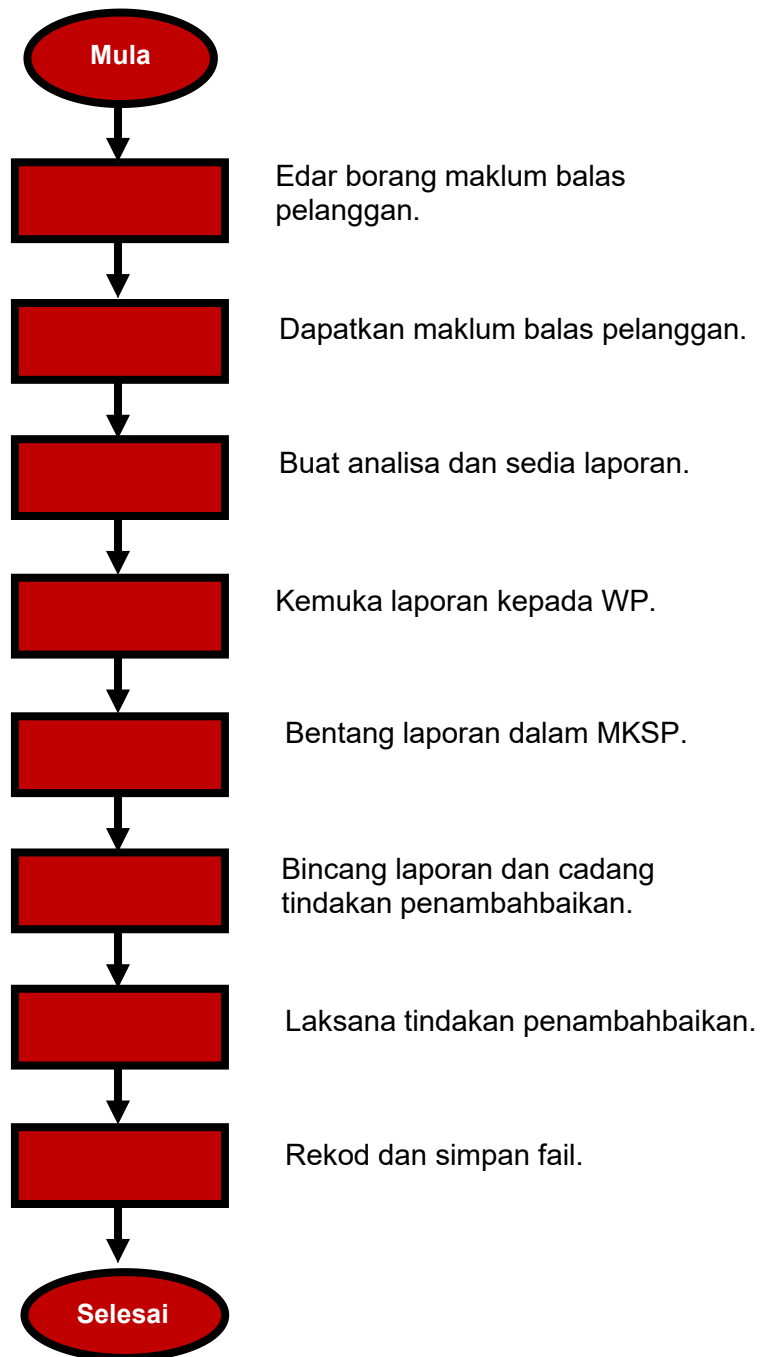 Mula
Edar borang maklum balas
pelanggan.
Dapatkan maklum balas pelanggan.
Buat analisa dan sedia laporan.
Kemuka laporan kepada WP.
Bentang laporan dalam MKSP.
Bincang laporan dan cadang
tindakan penambahbaikan.
Laksana tindakan penambahbaikan.
Rekod dan simpan fail.
Selesai